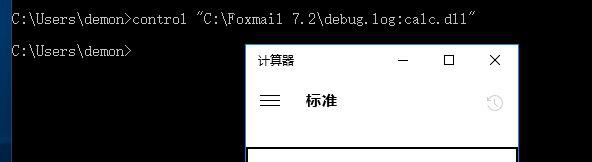 C:\Users\demon>control "C:\Foxmail 7.2\debug.log:calc.dll"
C:\Users\demon>
计算器
标准